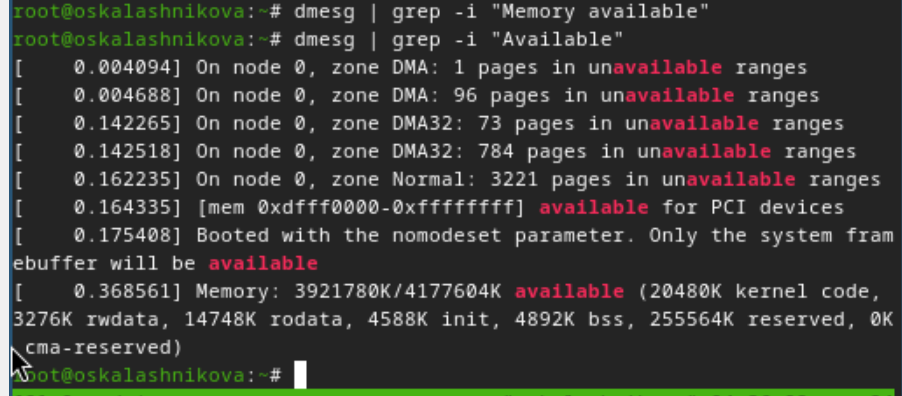 root@oskalashnikova:~# dmesg | grep -i "Memory available"
root@oskalashnikova:~# dmesg | grep -i "Available"
[    0.004094] On node 0, zone DMA: 1 pages in unavailable ranges
[    0.004688] On node 0, zone DMA: 96 pages in unavailable ranges
[    0.142265] On node 0, zone DMA32: 73 pages in unavailable ranges
[    0.142518] On node 0, zone DMA32: 784 pages in unavailable ranges
[    0.162235] On node 0, zone Normal: 3221 pages in unavailable ranges
[    0.164335] [mem 0xdfff0000-0xffffffff] available for PCI devices
[    0.175408] Booted with the nomodeset parameter. Only the system fram
ebuffer will be available
[    0.368561] Memory: 3921780K/4177604K available (20480K kernel code,
3276K rwdata, 14748K rodata, 4588K init, 4892K bss, 255564K reserved, 0K
cma-reserved)
root@oskalashnikova:~#